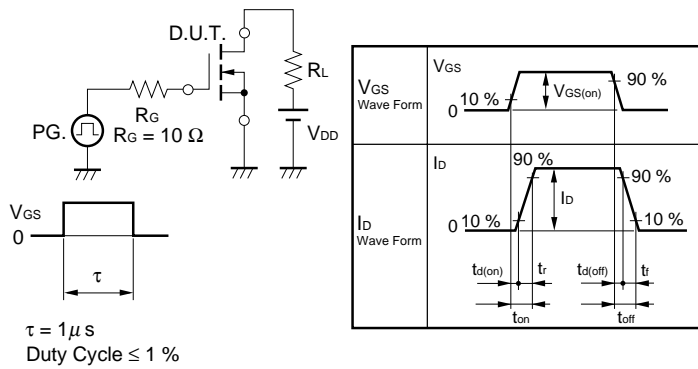 D.U.T.
RL
RG
PG.
RG = 10 Ω
VDD
VGS
0
τ
τ = 1μ s
Duty Cycle ≤ 1 %
VGS
Wave Form
VGS
10 %
0
VGS(on)
90 %
ID
Wave Form
ID
90 %
90 %
ID
0 10 %
10 %
td(on)
tr
td(off)
tf
ton
toff